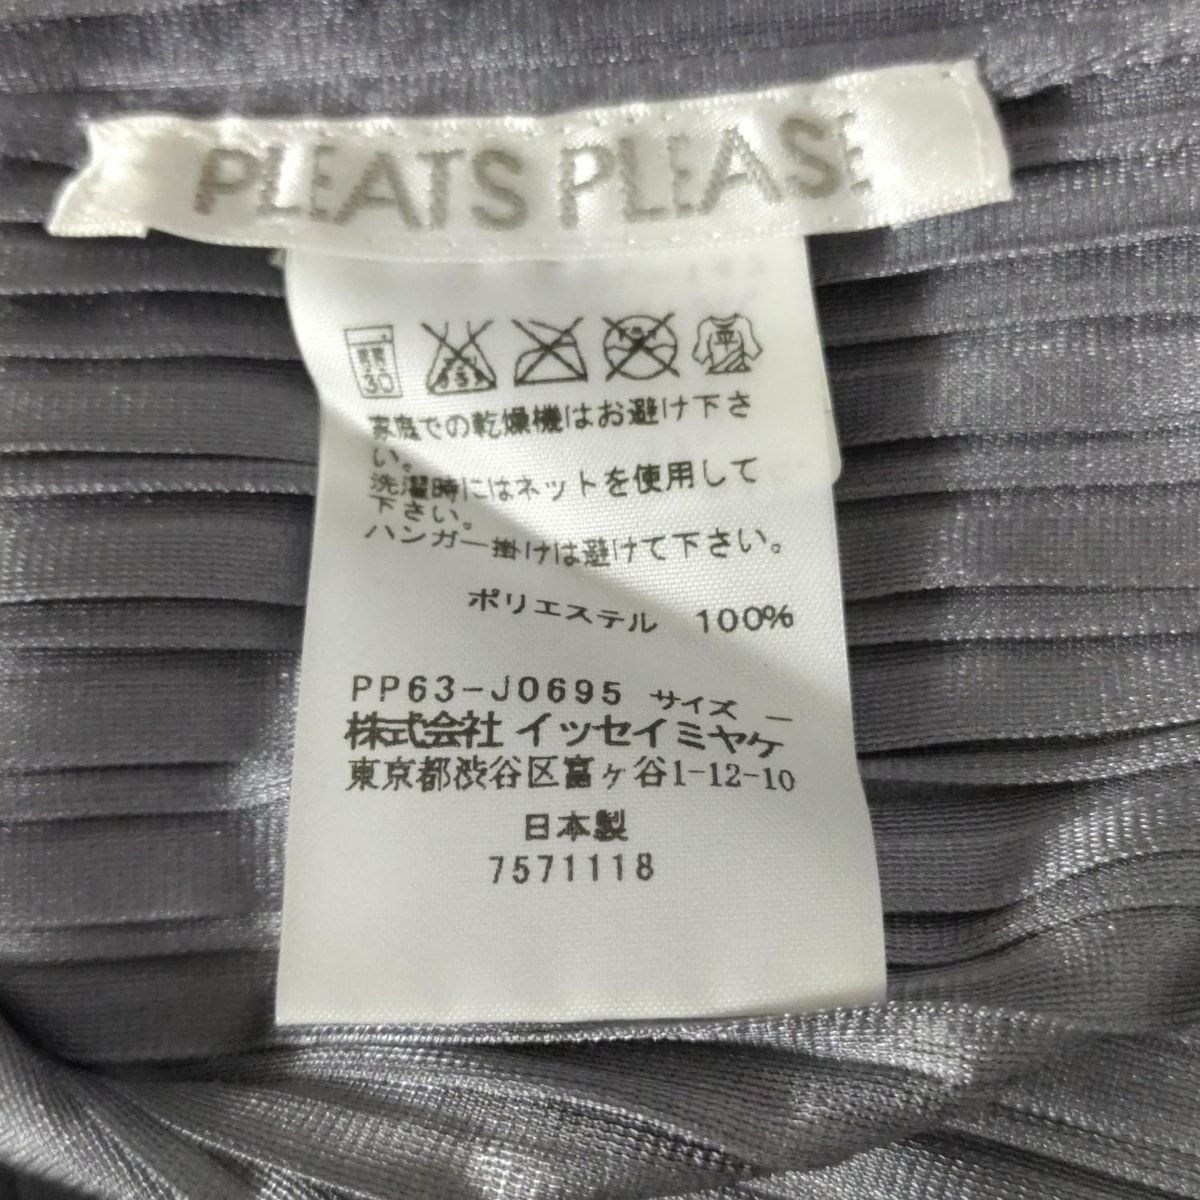 PLEATS PLEASE
30
平
家庭での乾燥機はお避け下さ
い。
洗濯時にはネットを使用して
下さい。
ハンガー掛けは避けて下さい。
ポリエステル 100%
PP63-J0695 サイズ —
株式会社 イッセイミヤケ
東京都渋谷区富ヶ谷1-12-10
日本製
7571118